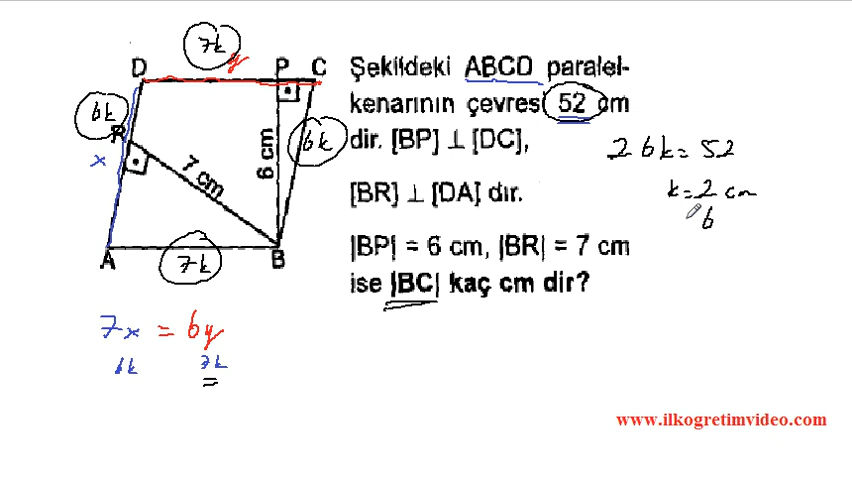 7k
y
D P C
6k
R
x
7 cm
6 cm
6k
A 7k B
Şekildeki ABCD paralel-
kenarının çevresi 52 cm
dir. [BP] ⊥ [DC],
[BR] ⊥ [DA] dır.
|BP| = 6 cm, |BR| = 7 cm
ise |BC| kaç cm dir?
26k = 52
k = 2 cm
6
7x = 6y
6k 7k
=
www.ilkogretimvideo.com